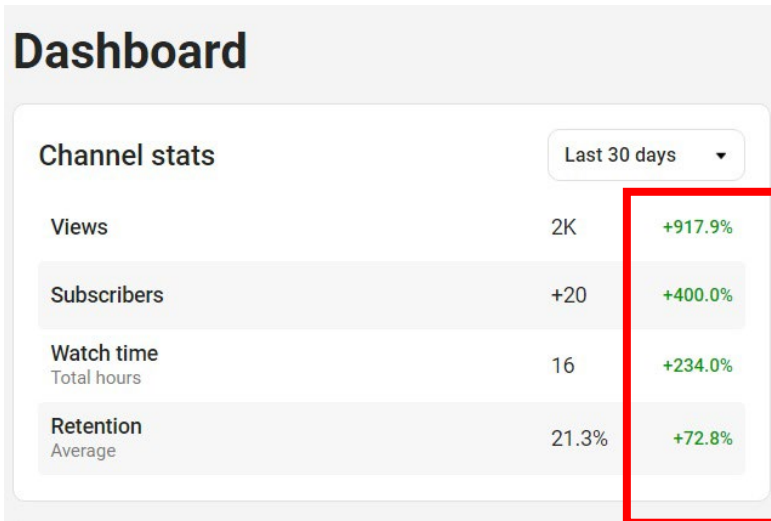 Dashboard
Channel stats
Last 30 days
Views 2K +917.9%
Subscribers +20 +400.0%
Watch time
Total hours
16 +234.0%
Retention
Average
21.3% +72.8%